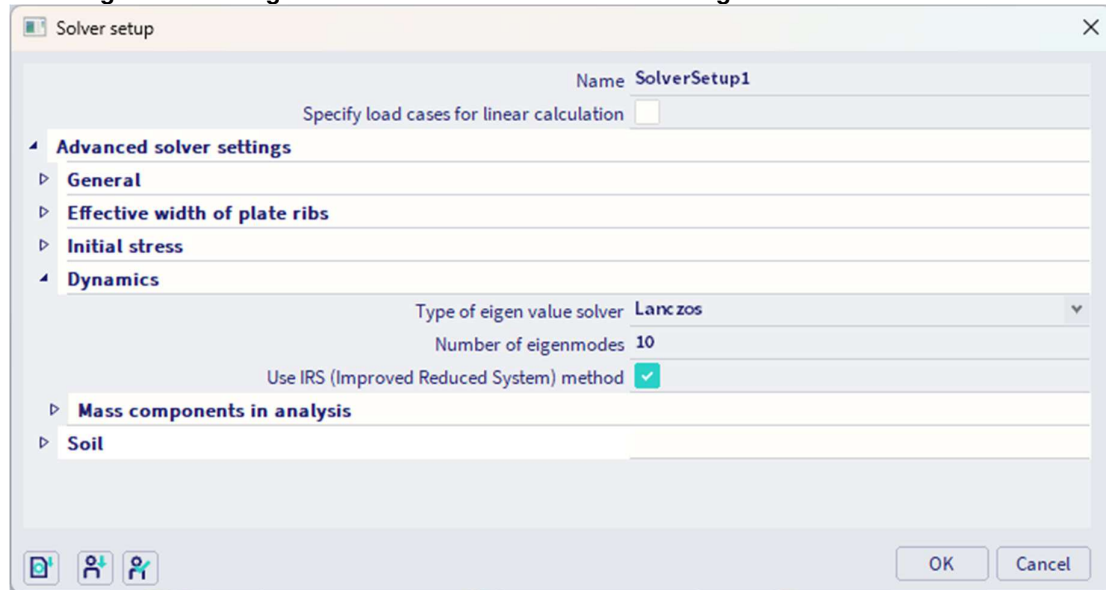 Solver setup
Name SolverSetup1
Specify load cases for linear calculation
Advanced solver settings
General
Effective width of plate ribs
Initial stress
Dynamics
Type of eigen value solver Lanczos
Number of eigenmodes 10
Use IRS (Improved Reduced System) method
Mass components in analysis
Soil
OK Cancel